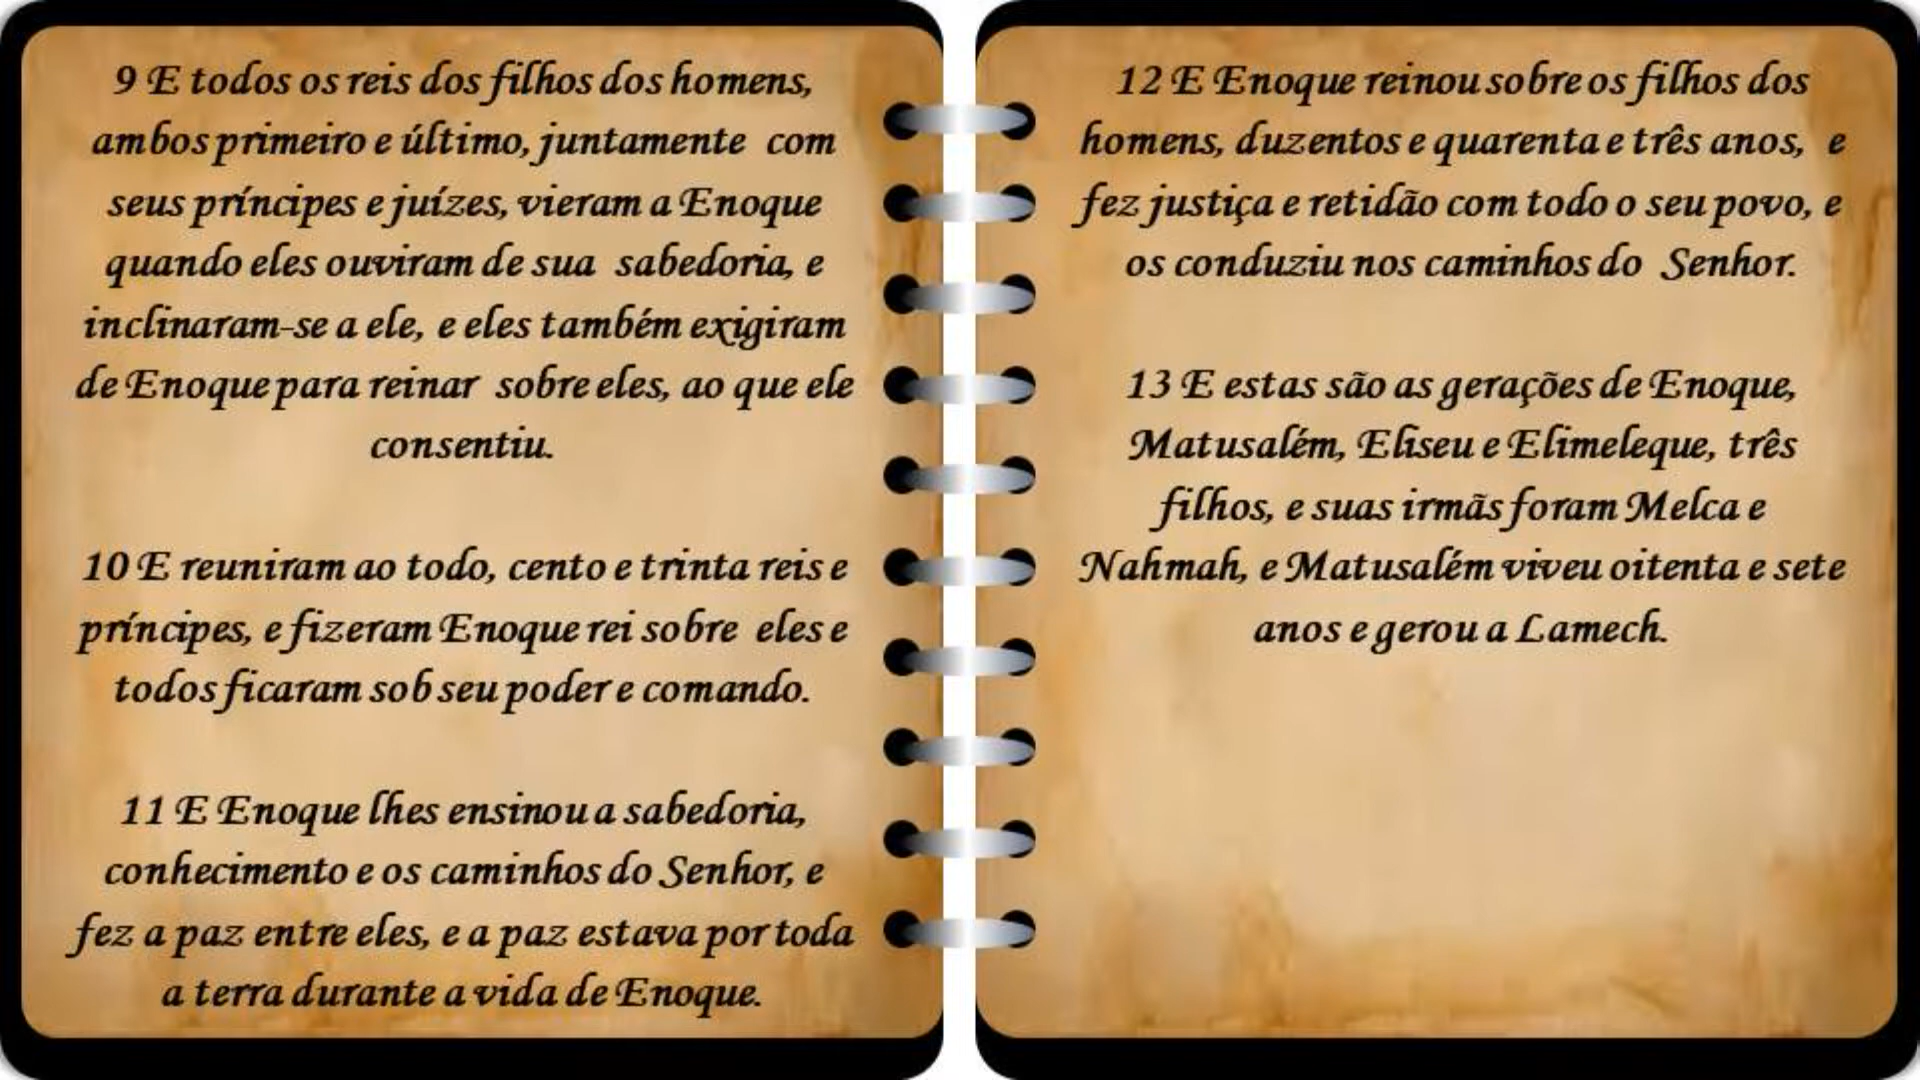 9 E todos os reis dos filhos dos homens,
ambos primeiro e último, juntamente com
seus príncipes e juízes, vieram a Enoque
quando eles ouviram de sua sabedoria, e
inclinaram-se a ele, e eles também exigiram
de Enoque para reinar sobre eles, ao que ele
consentiu.
10 E reuniram ao todo, cento e trinta reis e
príncipes, e fizeram Enoque rei sobre eles e
todos ficaram sob seu poder e comando.
11 E Enoque lhes ensinou a sabedoria,
conhecimento e os caminhos do Senhor, e
fez a paz entre eles, e a paz estava por toda
a terra durante a vida de Enoque.
12 E Enoque reinou sobre os filhos dos
homens, duzentos e quarenta e três anos, e
fez justiça e retidão com todo o seu povo, e
os conduziu nos caminhos do Senhor.
13 E estas são as gerações de Enoque,
Matusalém, Eliseu e Elimeleque, três
filhos, e suas irmãs foram Melca e
Nahmah, e Matusalém viveu oitenta e sete
anos e gerou a Lamech.